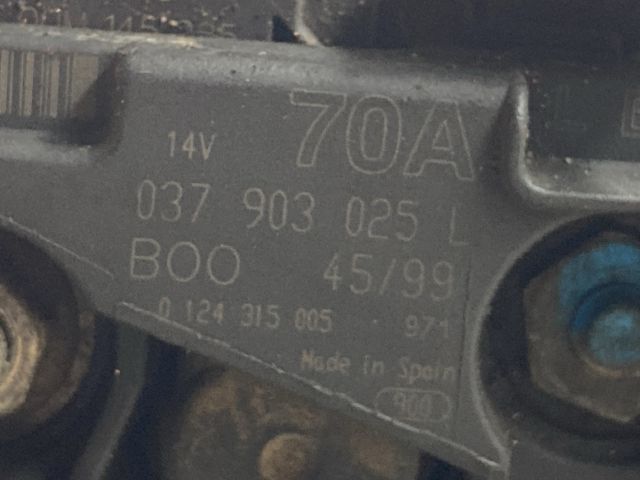 14V 70A
037 903 025 L
BOO 45/99
0 124 315 005 971
Made in Spain